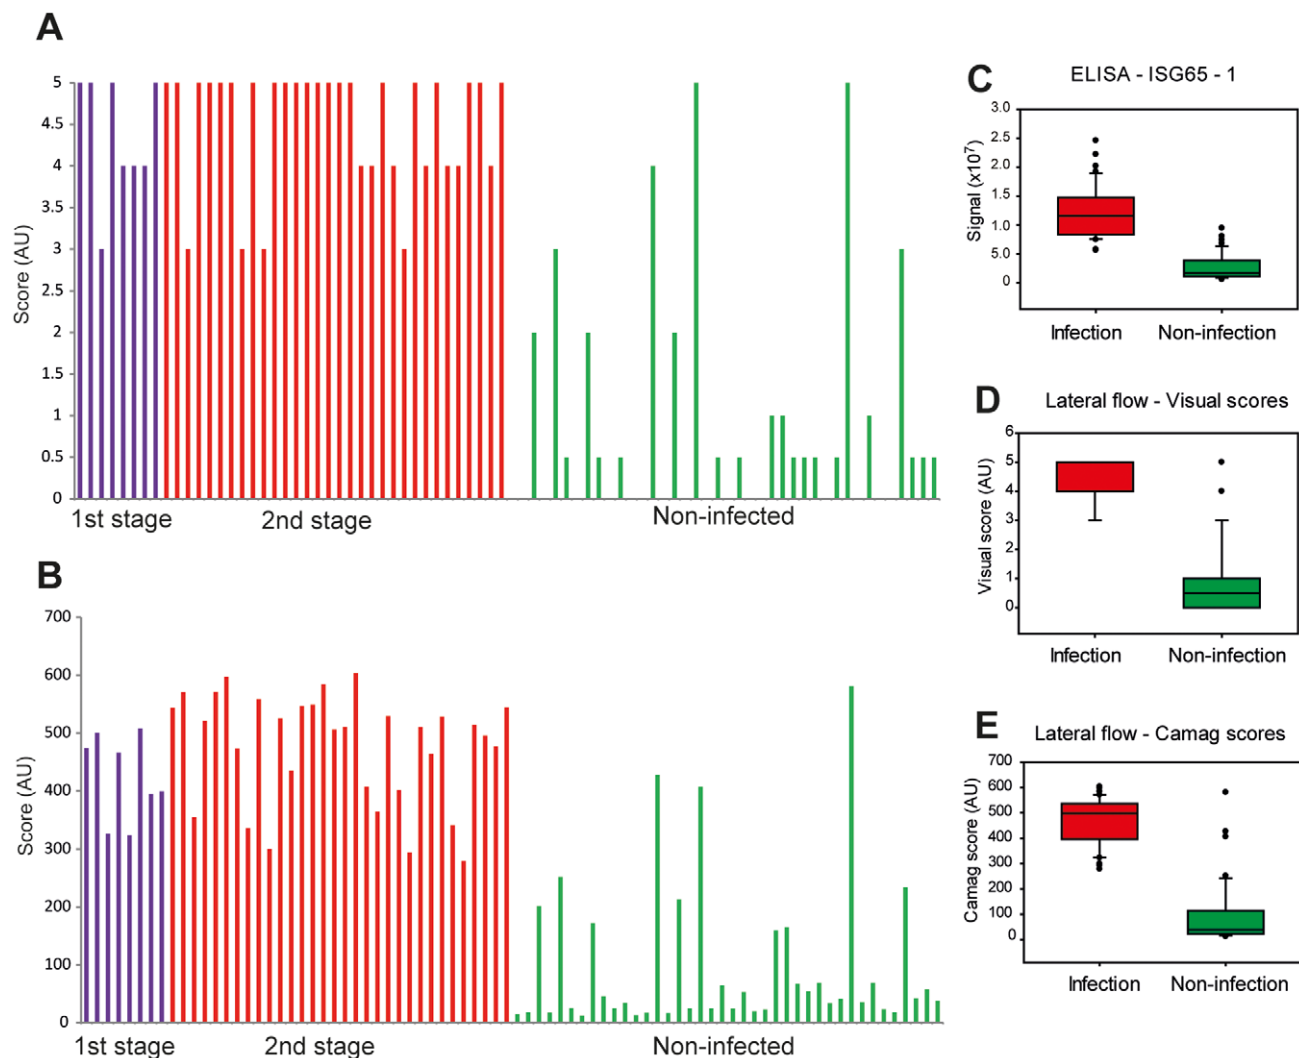 A
5
4.5
4
3.5
3
2.5
2
1.5
1
0.5
0
Score (AU)
1st stage 2nd stage Non-infected
B
700
600
500
400
300
200
100
0
Score (AU)
1st stage 2nd stage Non-infected
C
ELISA - ISG65 - 1
3.0
2.5
2.0
1.5
1.0
5.0
0
Signal (x10⁷)
Infection Non-infection
D
Lateral flow - Visual scores
6
5
4
3
2
1
0
Visual score (AU)
Infection Non-infection
E
Lateral flow - Camag scores
700
600
500
400
300
200
100
0
Camag score (AU)
Infection Non-infection